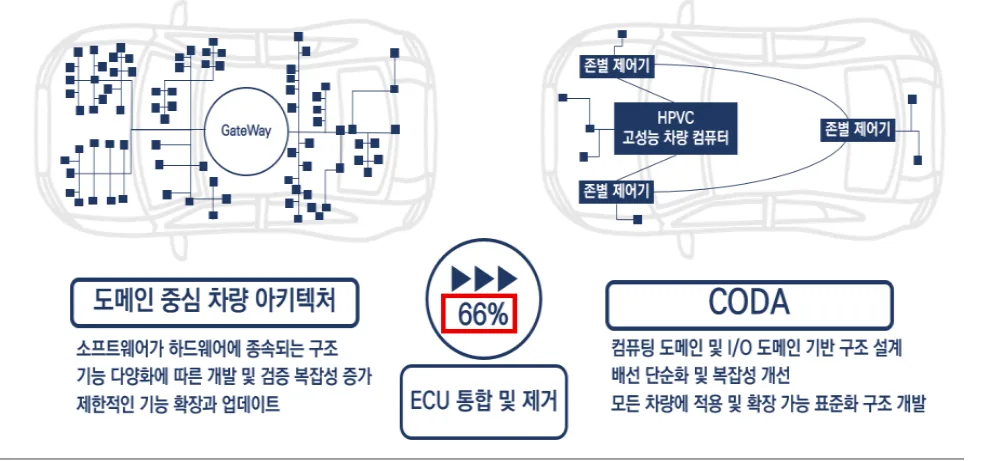 GateWay
존별 제어기
HPVC
고성능 차량 컴퓨터
존별 제어기
존별 제어기
도메인 중심 차량 아키텍처
소프트웨어가 하드웨어에 종속되는 구조
기능 다양화에 따른 개발 및 검증 복잡성 증가
제한적인 기능 확장과 업데이트
66%
ECU 통합 및 제거
CODA
컴퓨팅 도메인 및 I/O 도메인 기반 구조 설계
배선 단순화 및 복잡성 개선
모든 차량에 적용 및 확장 가능 표준화 구조 개발